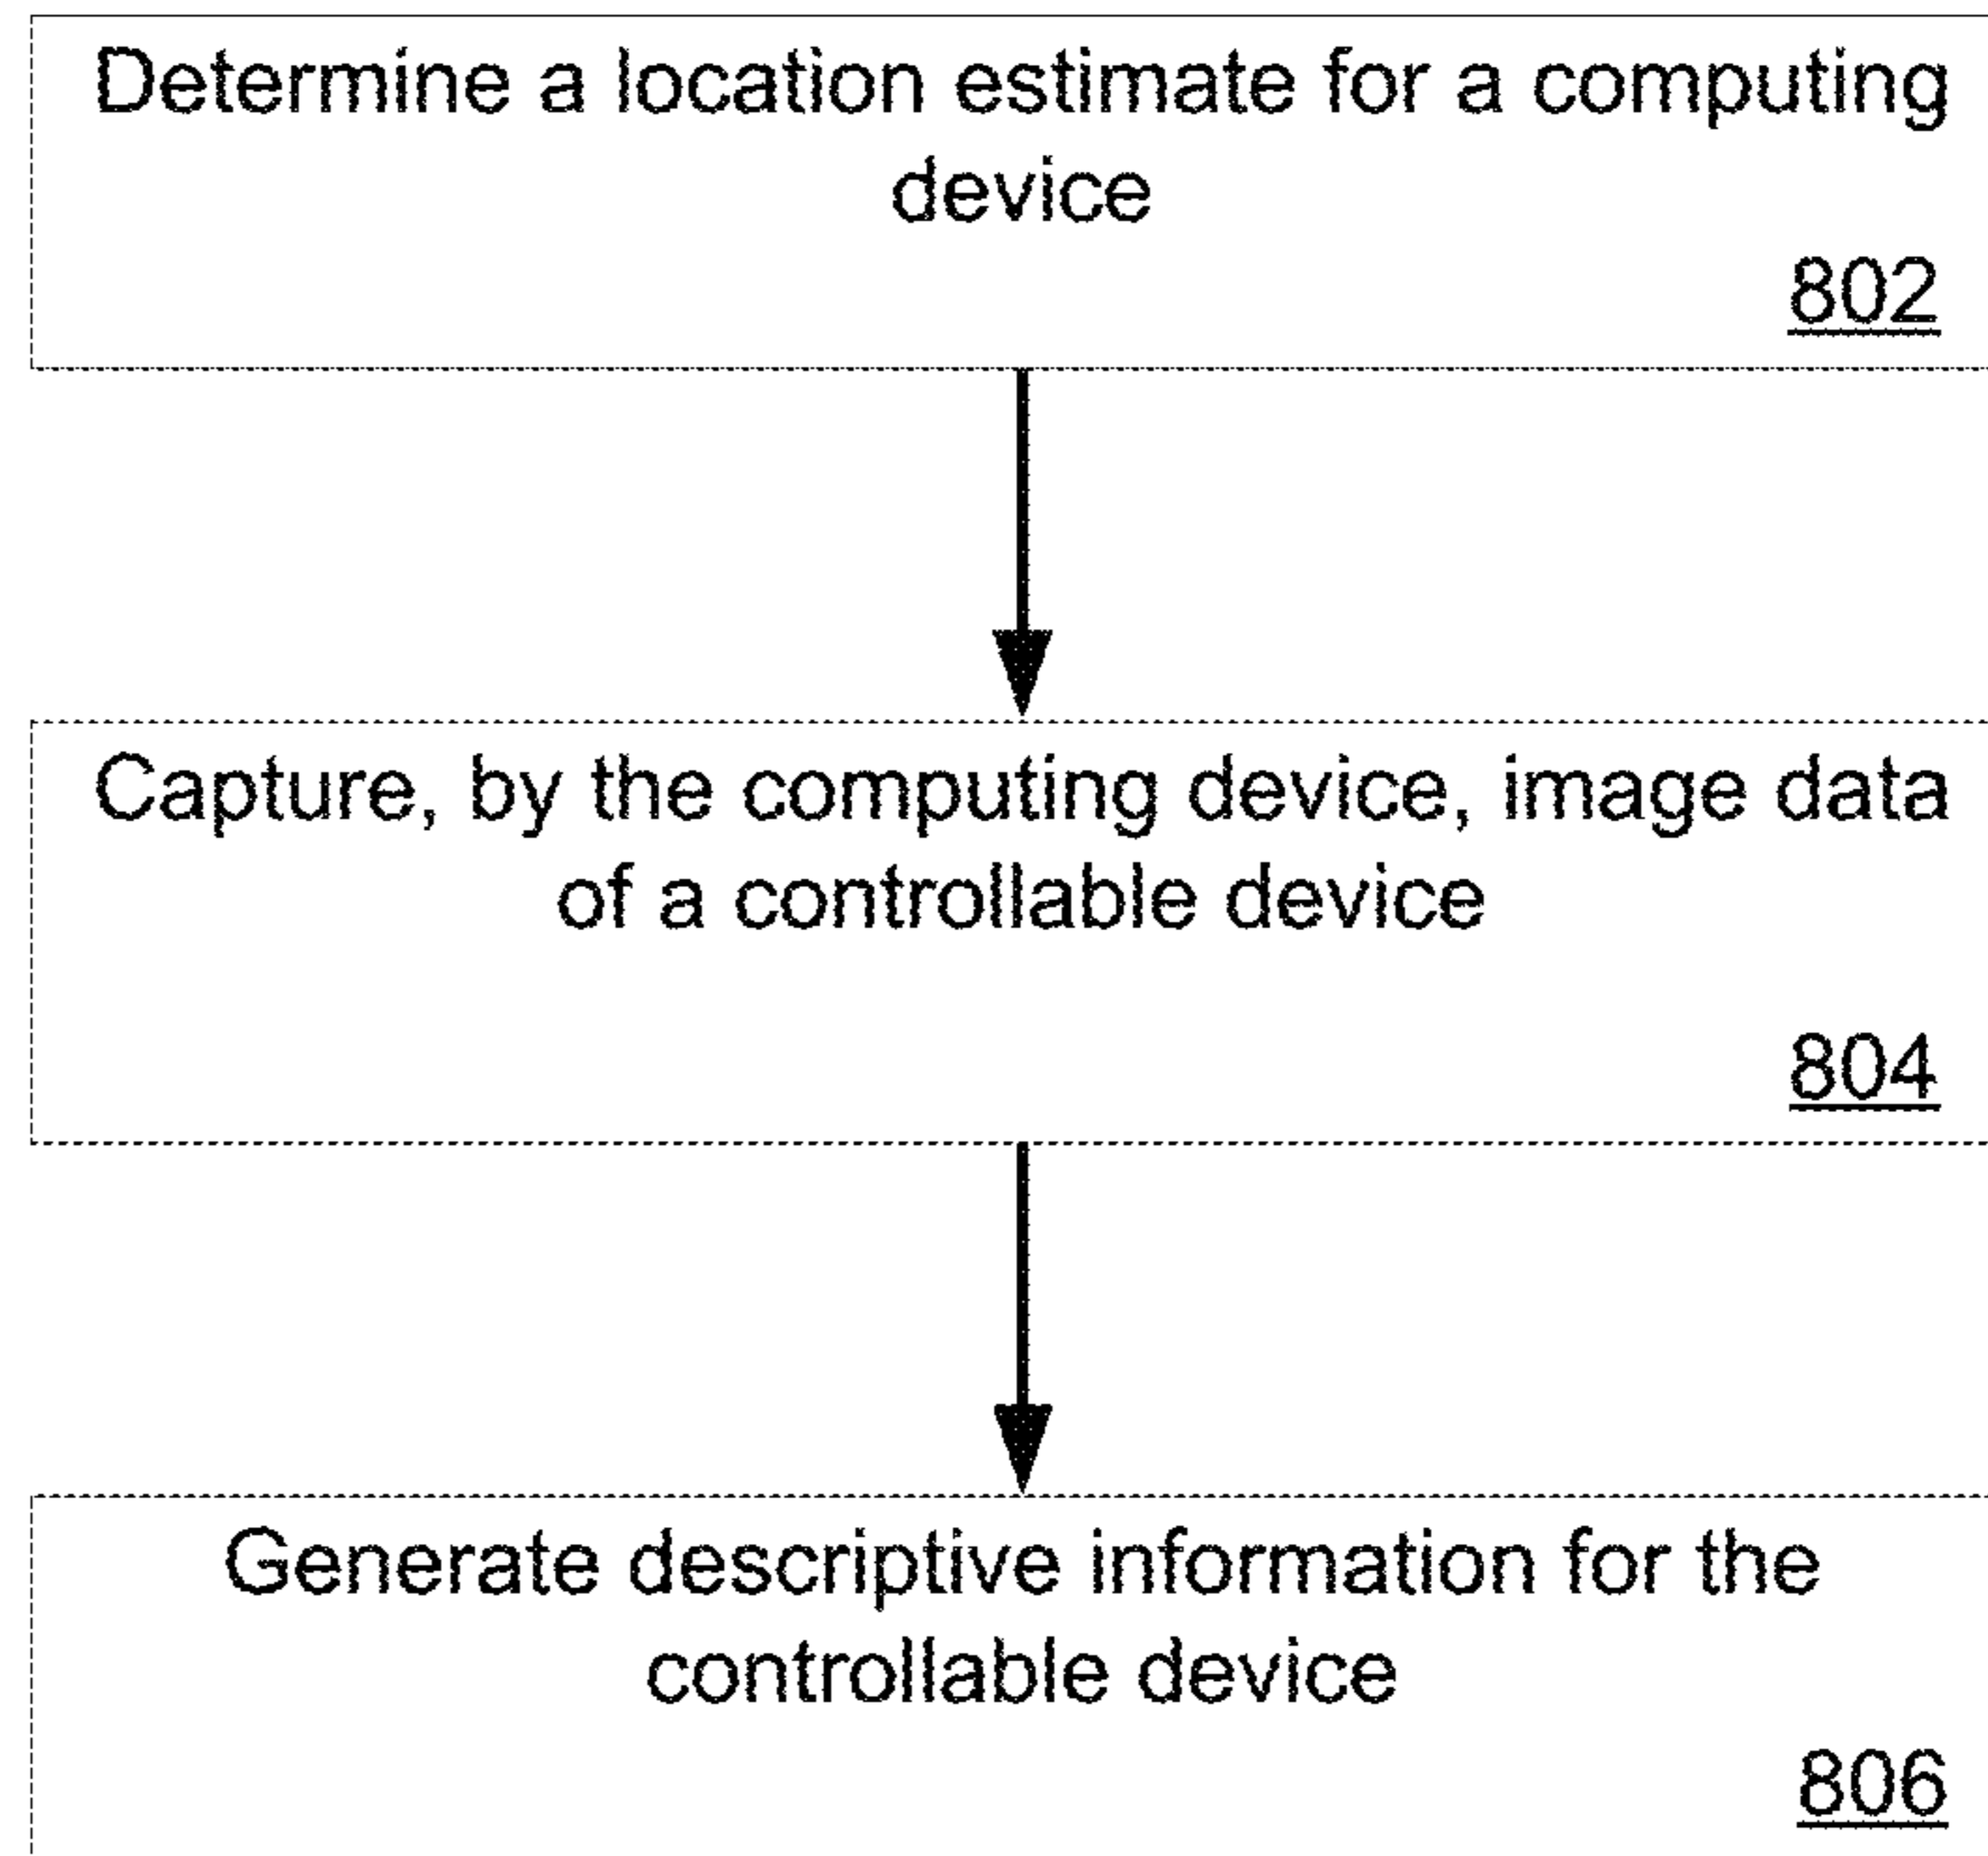 Determine a location estimate for a computing
device
802
Capture, by the computing device, image data
of a controllable device
804
Generate descriptive information for the
controllable device
806